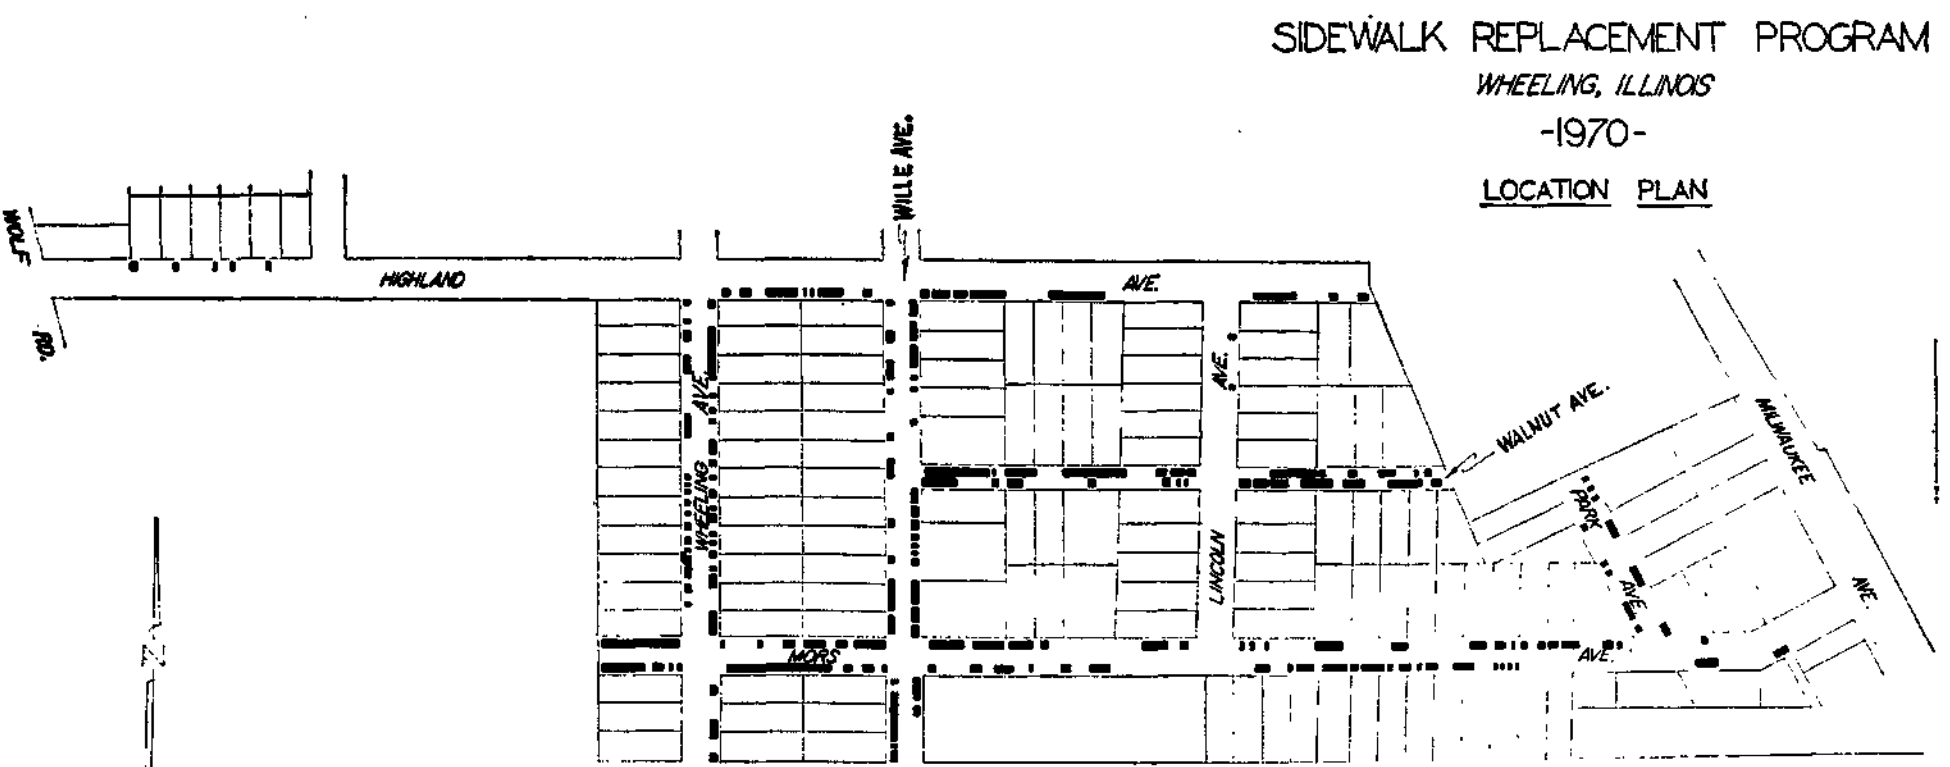 SIDEWALK REPLACEMENT PROGRAM
WHEELING, ILLINOIS
-1970-
LOCATION PLAN
WILLE AVE.
WOLF
RD.
HIGHLAND
AVE.
AVE.
AVE.
WHEELING
LINCOLN
WALNUT AVE.
MILWAUKEE
AVE.
PARK
AVE.
MORS
AVE.
N